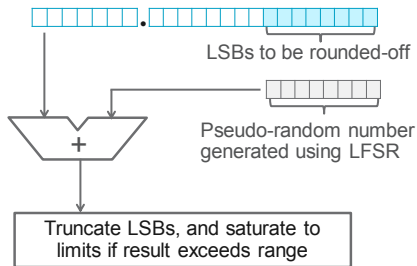 LSBs to be rounded-off
Pseudo-random number
generated using LFSR
+
Truncate LSBs, and saturate to
limits if result exceeds range